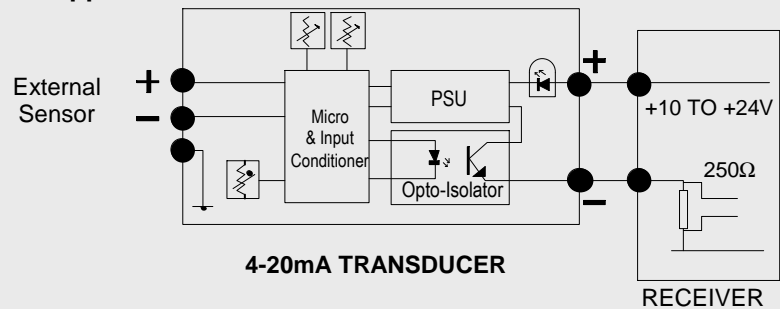 External
Sensor
+
−
Micro
& Input
Conditioner
PSU
Opto-Isolator
+
−
+10 TO +24V
250Ω
4-20mA TRANSDUCER
RECEIVER